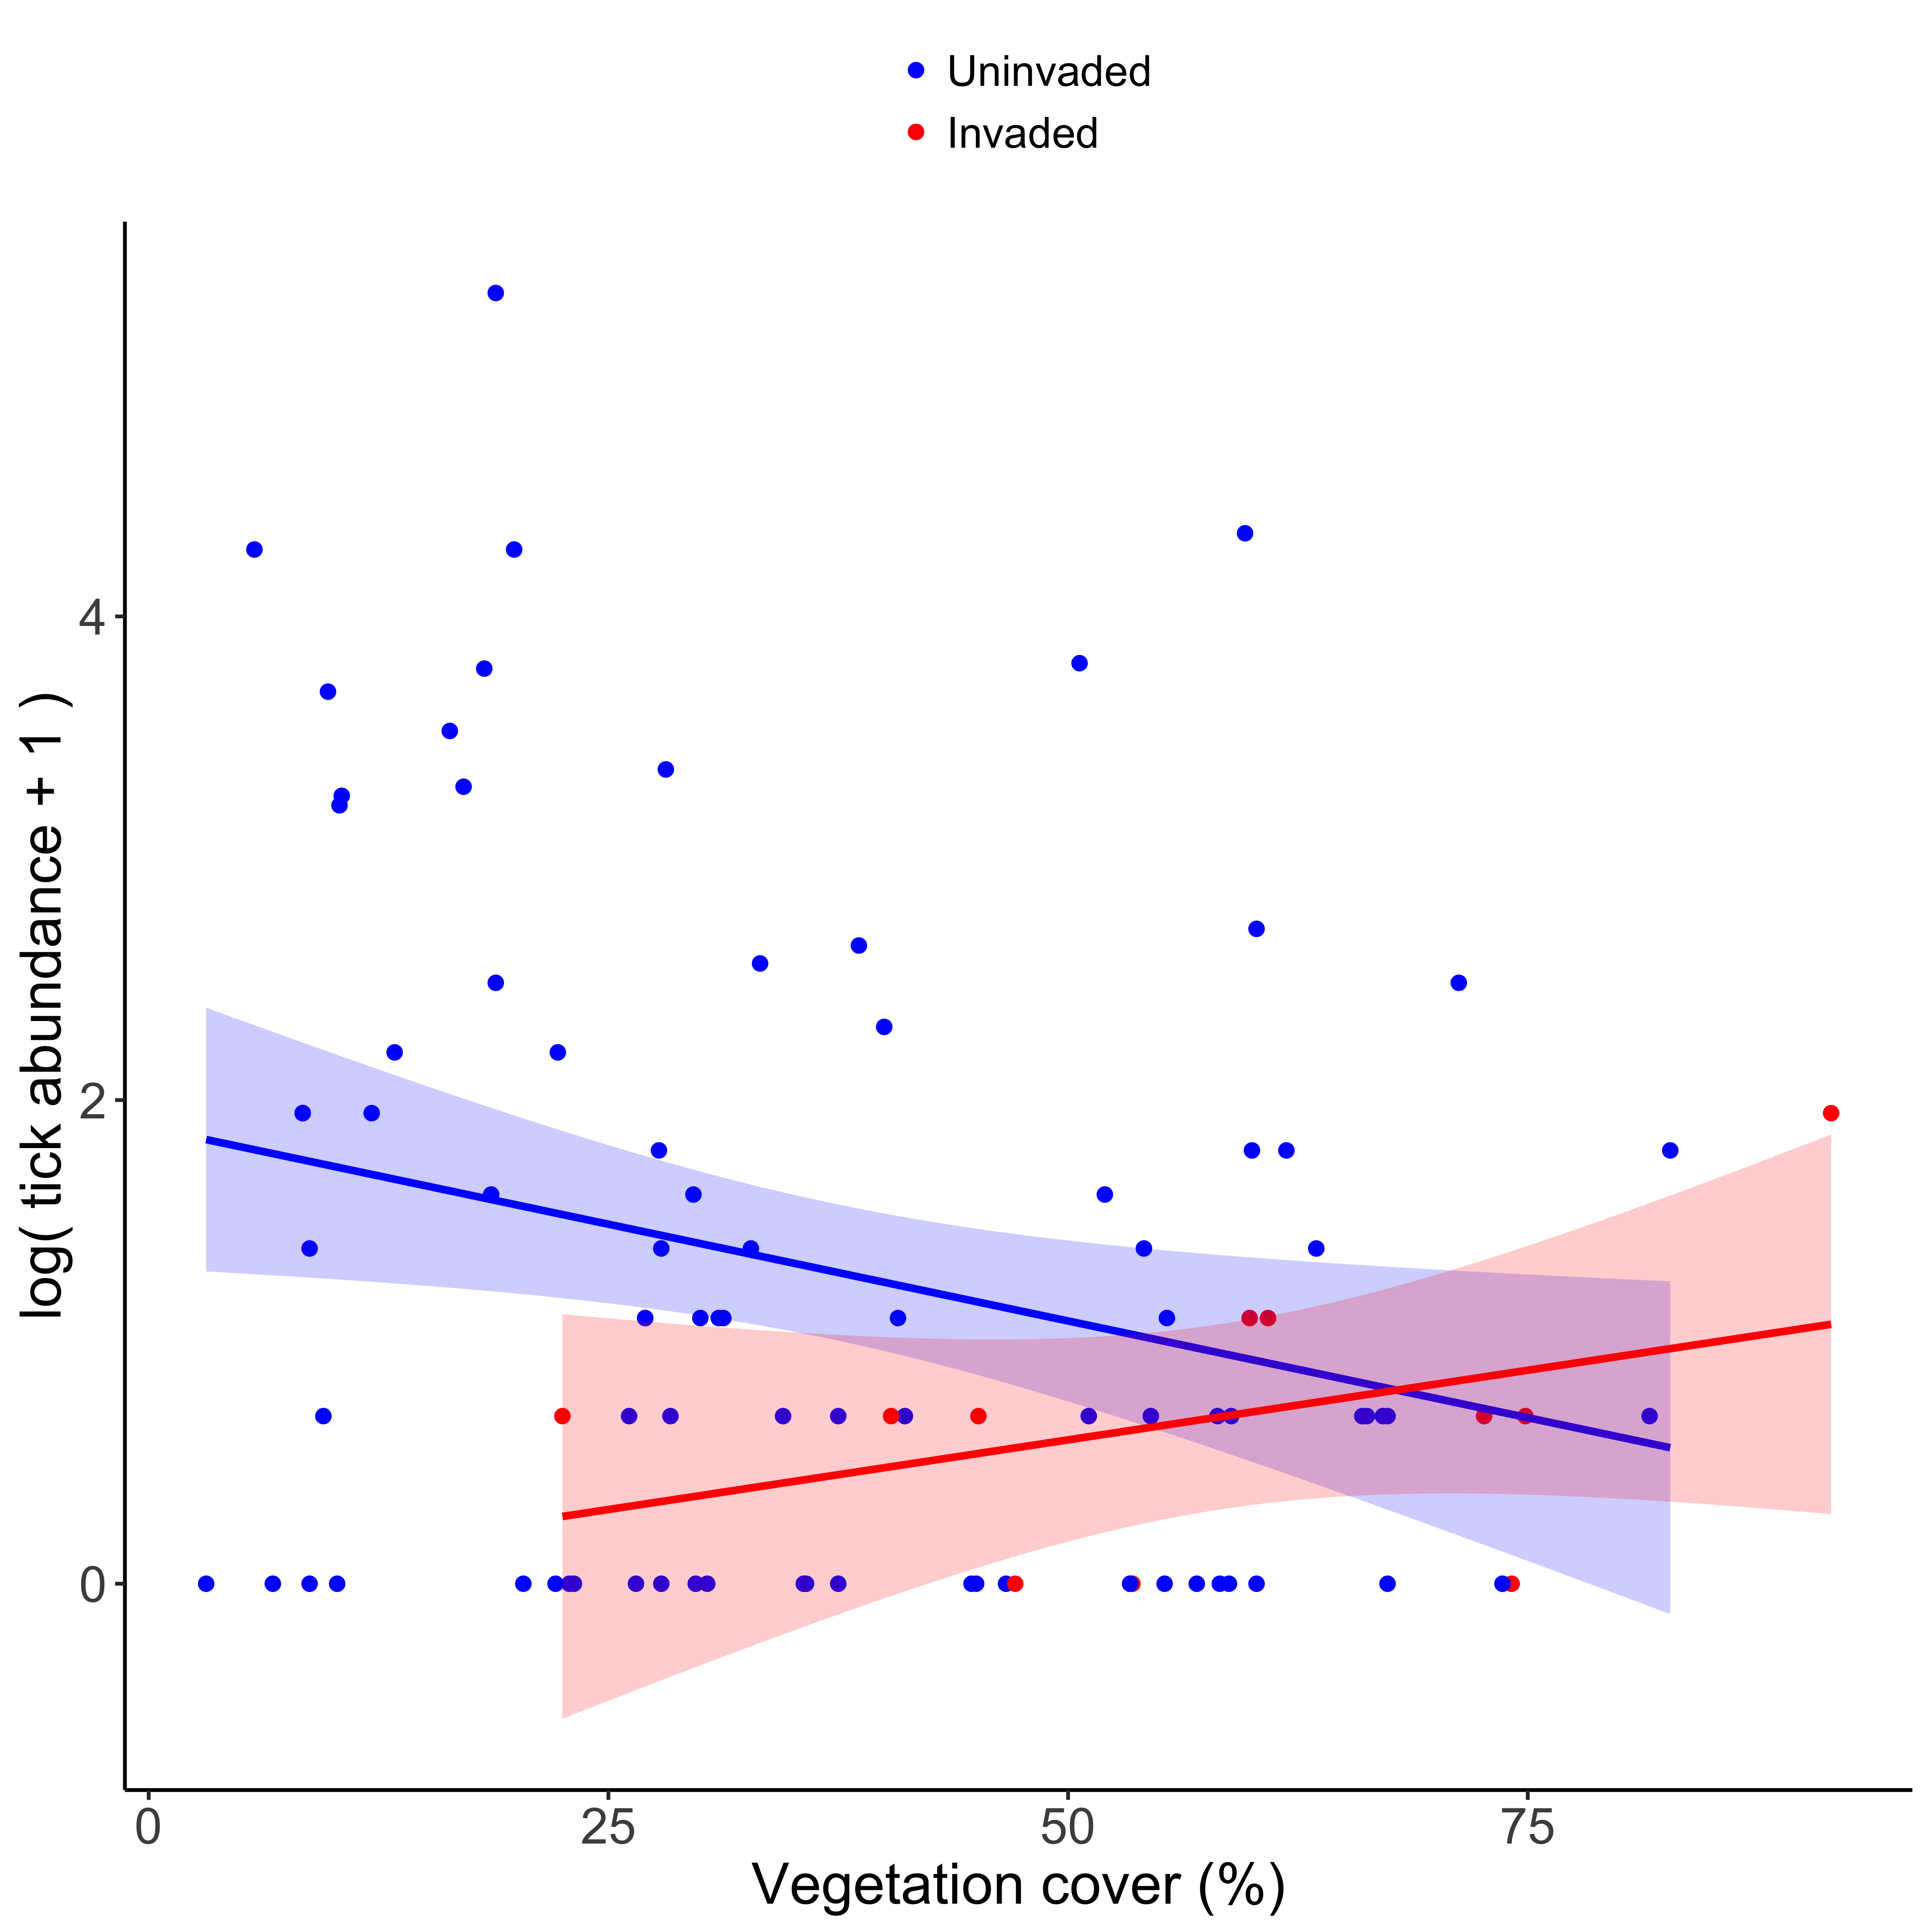 Uninvaded
Invaded
log( tick abundance + 1 )
4
2
0
0 25 50 75
Vegetation cover (%)